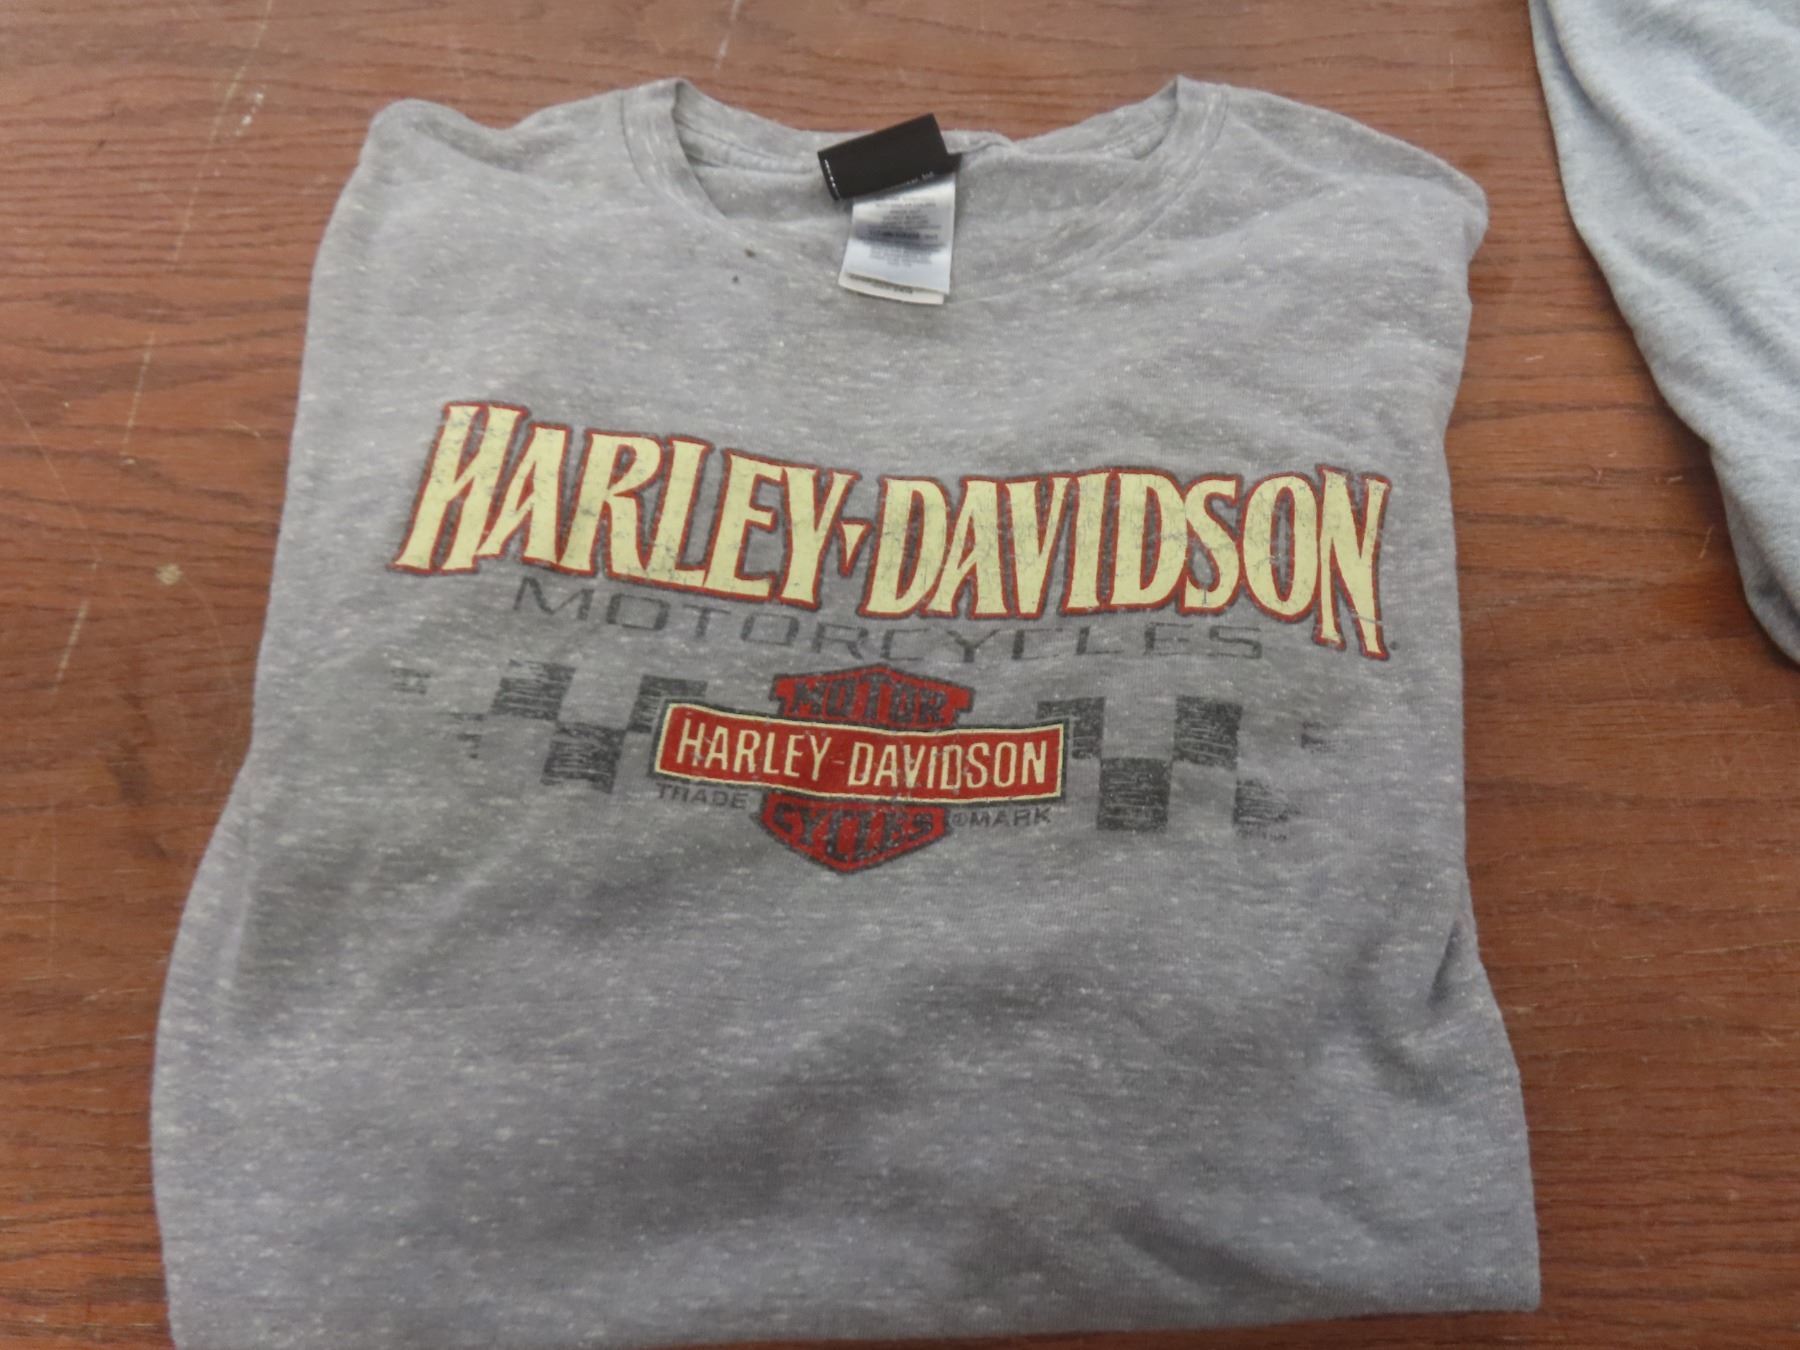 HARLEY-DAVIDSON
MOTORCYCLES
MOTOR
HARLEY-DAVIDSON
TRADE ®MARK
CYCLES